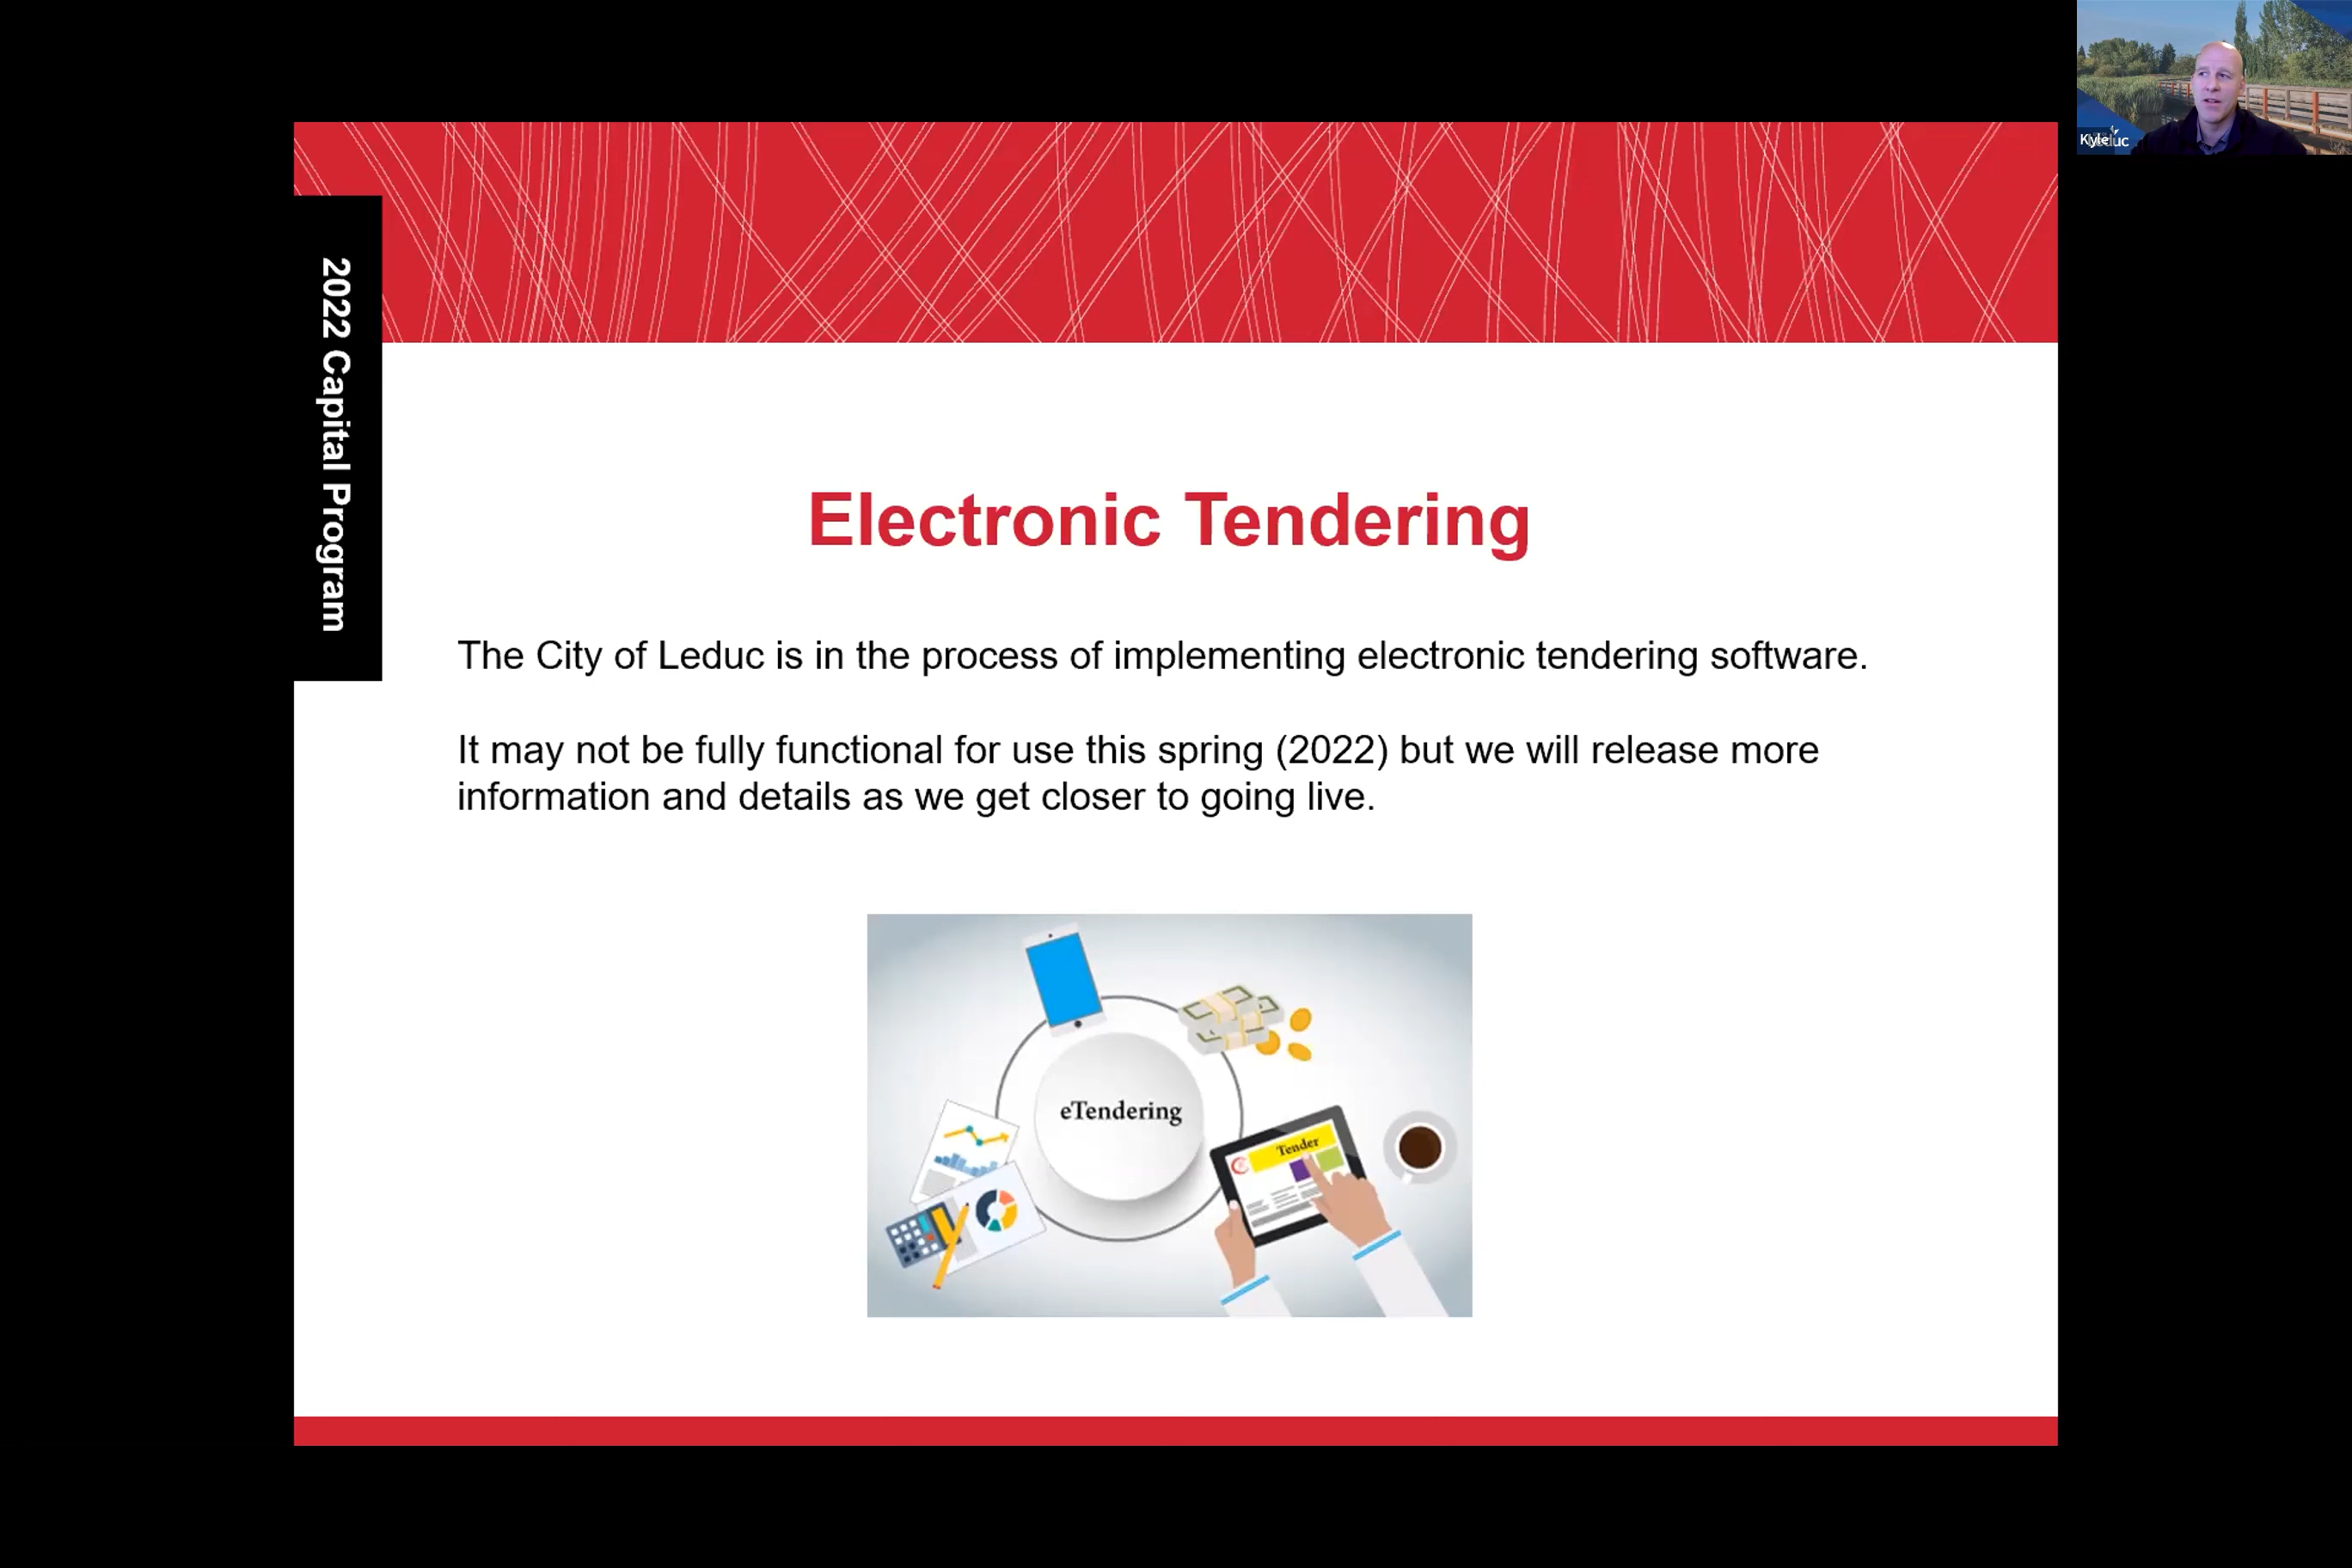 Kyle
2022 Capital Program
Electronic Tendering
The City of Leduc is in the process of implementing electronic tendering software.
It may not be fully functional for use this spring (2022) but we will release more
information and details as we get closer to going live.
eTendering
Tender